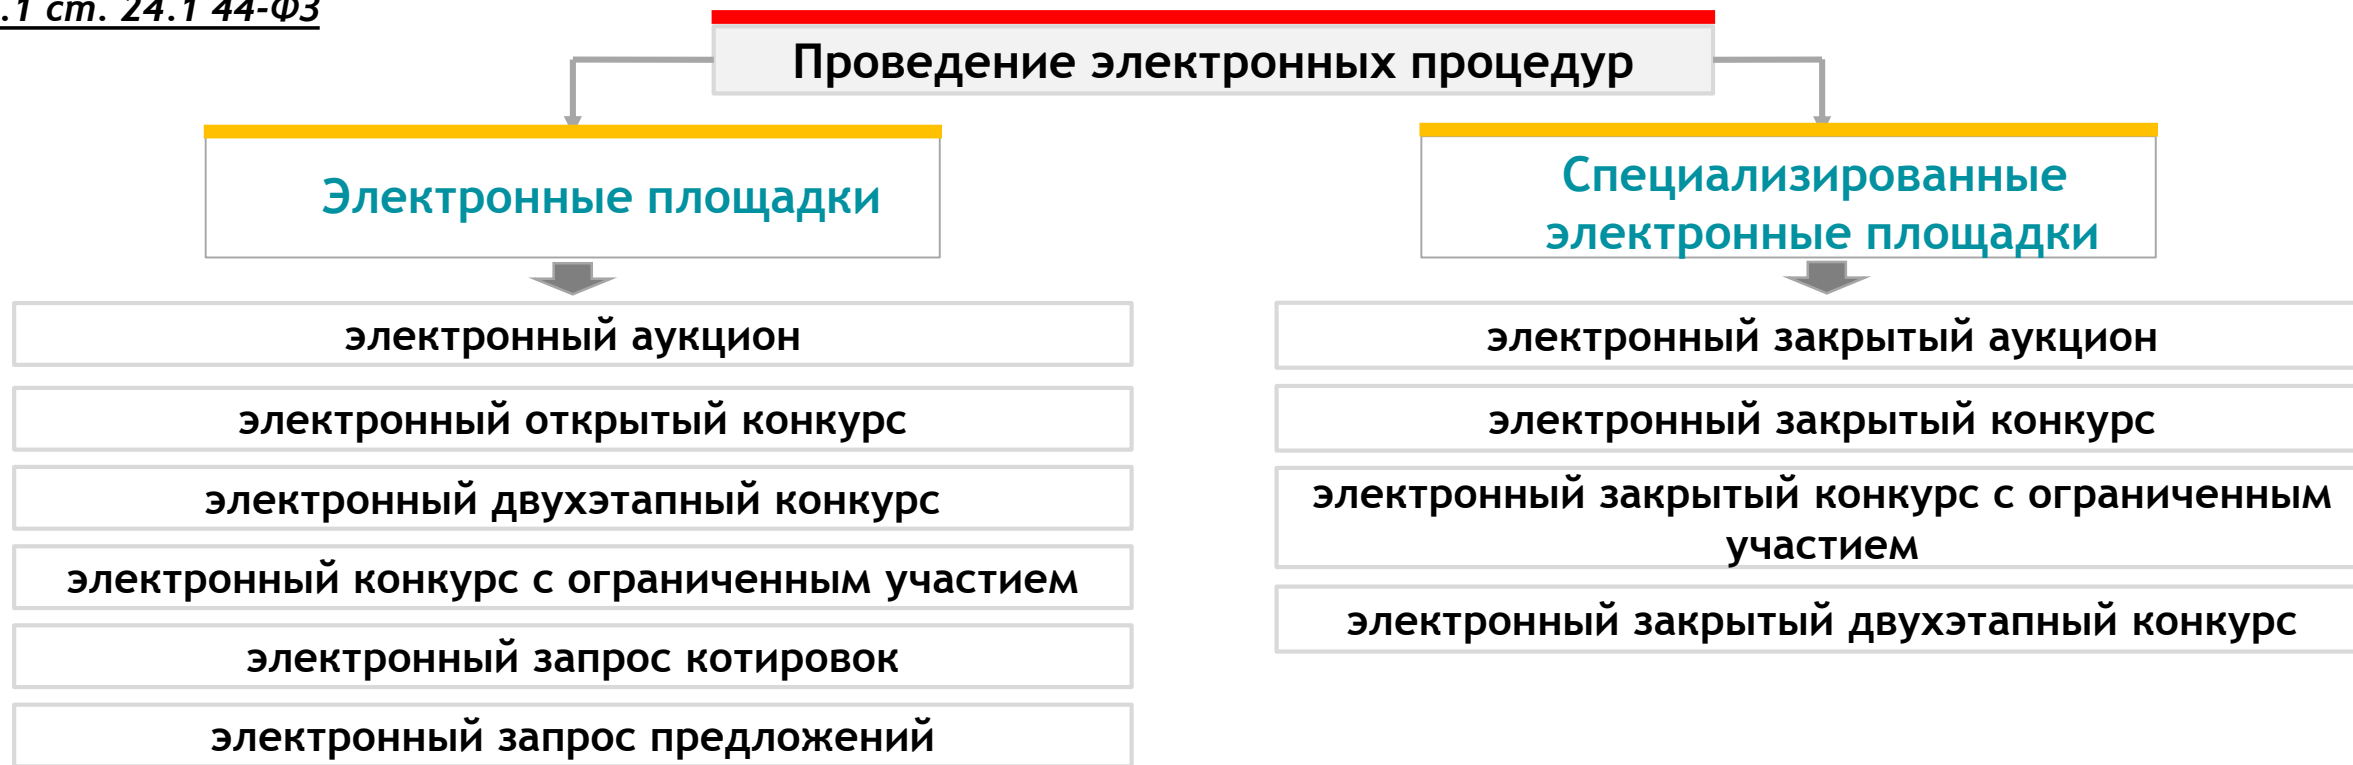 .1 ст. 24.1 44-ФЗ
Проведение электронных процедур
Электронные площадки
электронный аукцион
электронный открытый конкурс
электронный двухэтапный конкурс
электронный конкурс с ограниченным участием
электронный запрос котировок
электронный запрос предложений
Специализированные
электронные площадки
электронный закрытый аукцион
электронный закрытый конкурс
электронный закрытый конкурс с ограниченным
участием
электронный закрытый двухэтапный конкурс